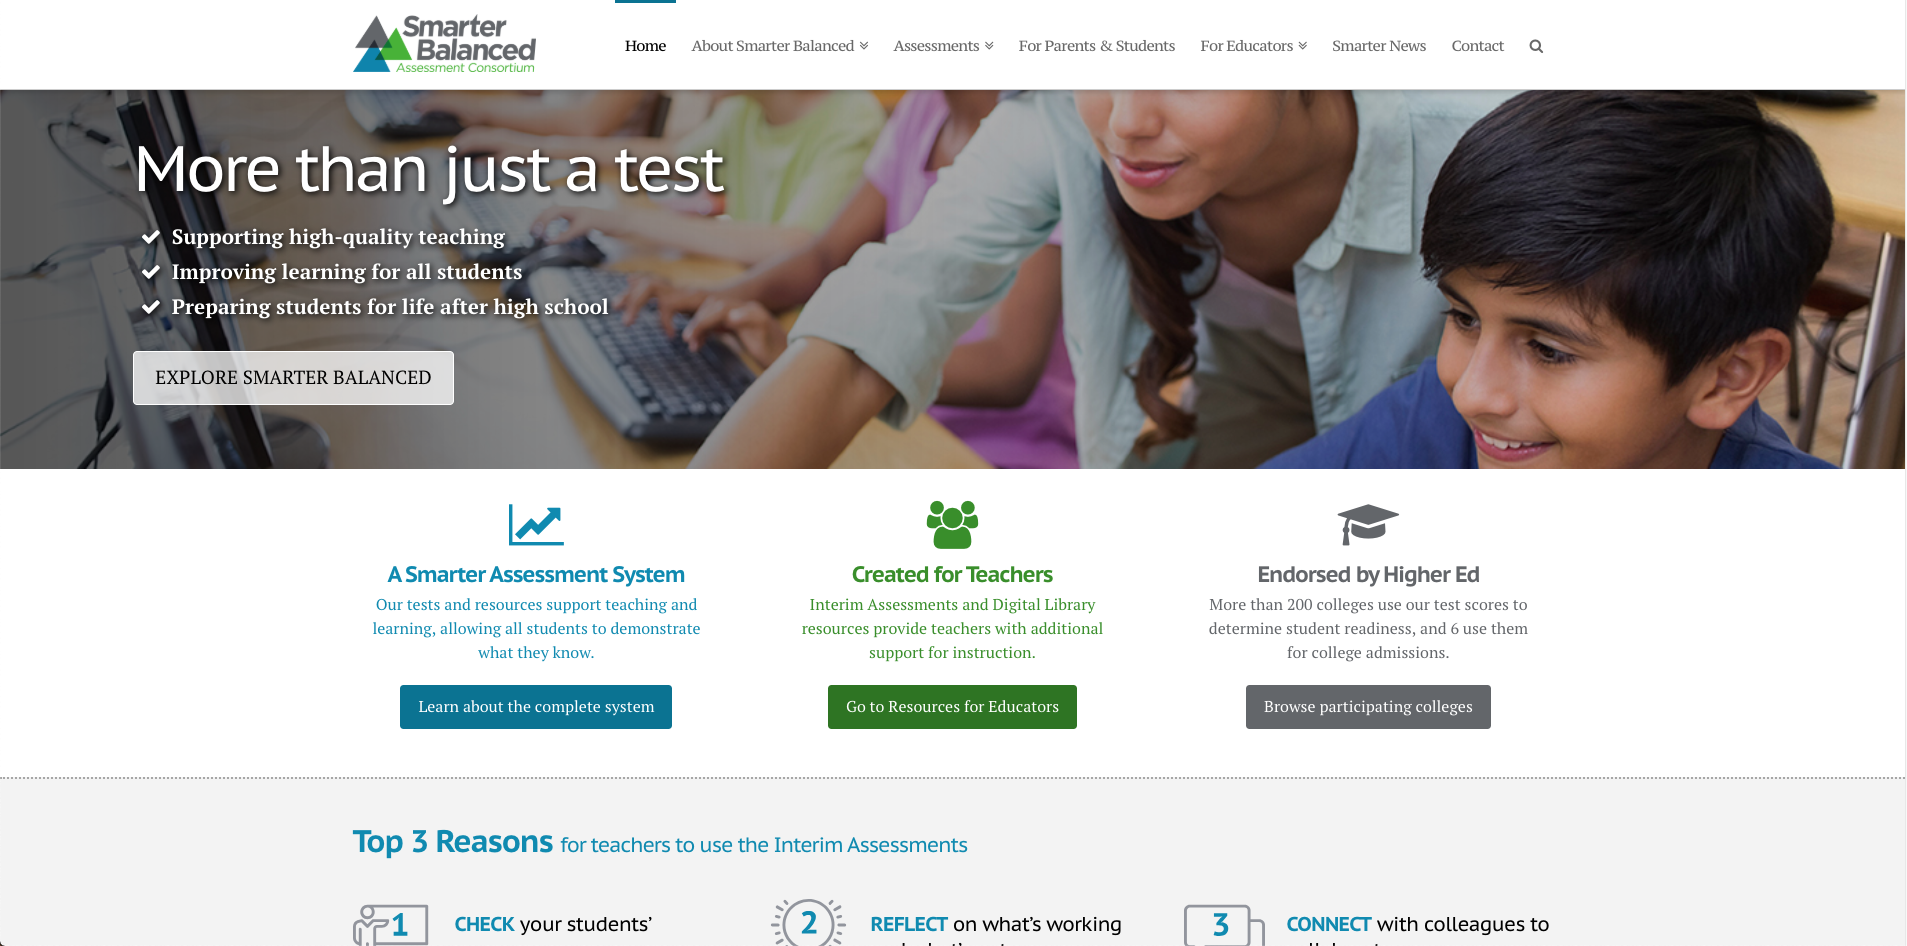 Smarter
Balanced
Assessment Consortium
Home
About Smarter Balanced
Assessments
For Parents & Students
For Educators
Smarter News
Contact
More than just a test
Supporting high-quality teaching
Improving learning for all students
Preparing students for life after high school
EXPLORE SMARTER BALANCED
A Smarter Assessment System
Our tests and resources support teaching and
learning, allowing all students to demonstrate
what they know.
Learn about the complete system
Created for Teachers
Interim Assessments and Digital Library
resources provide teachers with additional
support for instruction.
Go to Resources for Educators
Endorsed by Higher Ed
More than 200 colleges use our test scores to
determine student readiness, and 6 use them
for college admissions.
Browse participating colleges
Top 3 Reasons for teachers to use the Interim Assessments
1
CHECK your students’
2
REFLECT on what’s working
3
CONNECT with colleagues to